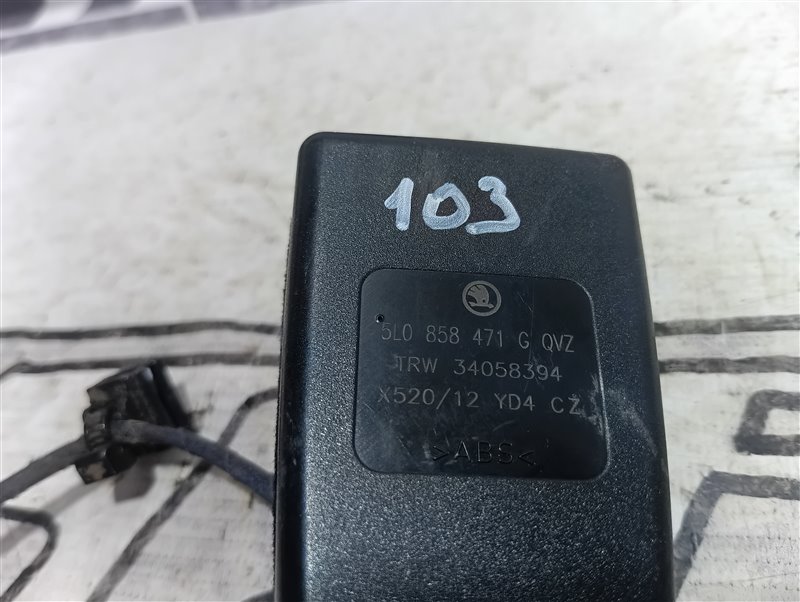 103
5L0 858 471 G QVZ
TRW 34058394
X520/12 YD4 CZ
>ABS<